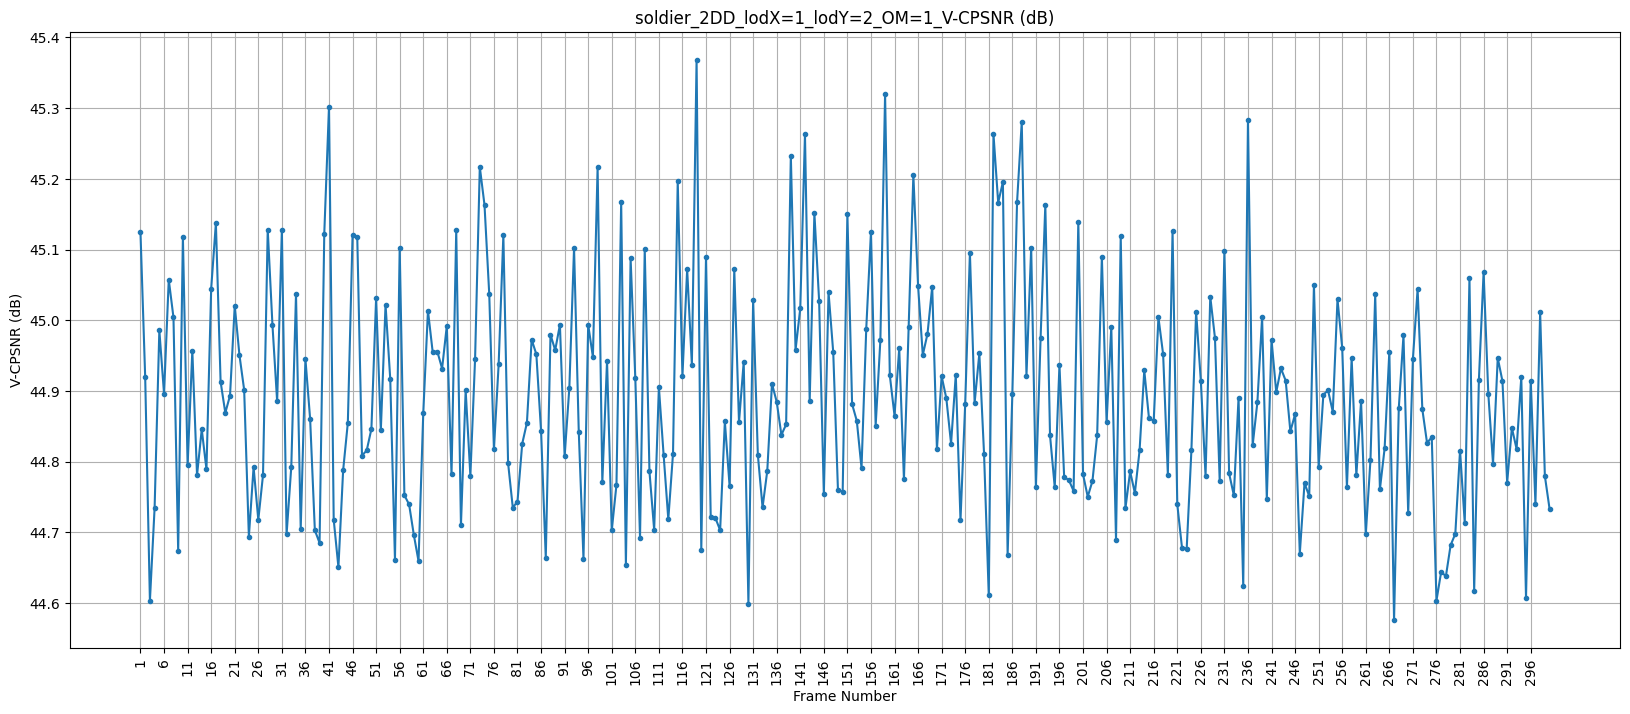 soldier_2DD_lodX=1_lodY=2_OM=1_V-CPSNR (dB)
45.4
45.3
45.2
45.1
45.0
44.9
44.8
44.7
44.6
V-CPSNR (dB)
1 6 11 16 21 26 31 36 41 46 51 56 61 66 71 76 81 86 91 96 101 106 111 116 121 126 131 136 141 146 151 156 161 166 171 176 181 186 191 196 201 206 211 216 221 226 231 236 241 246 251 256 261 266 271 276 281 286 291 296
Frame Number